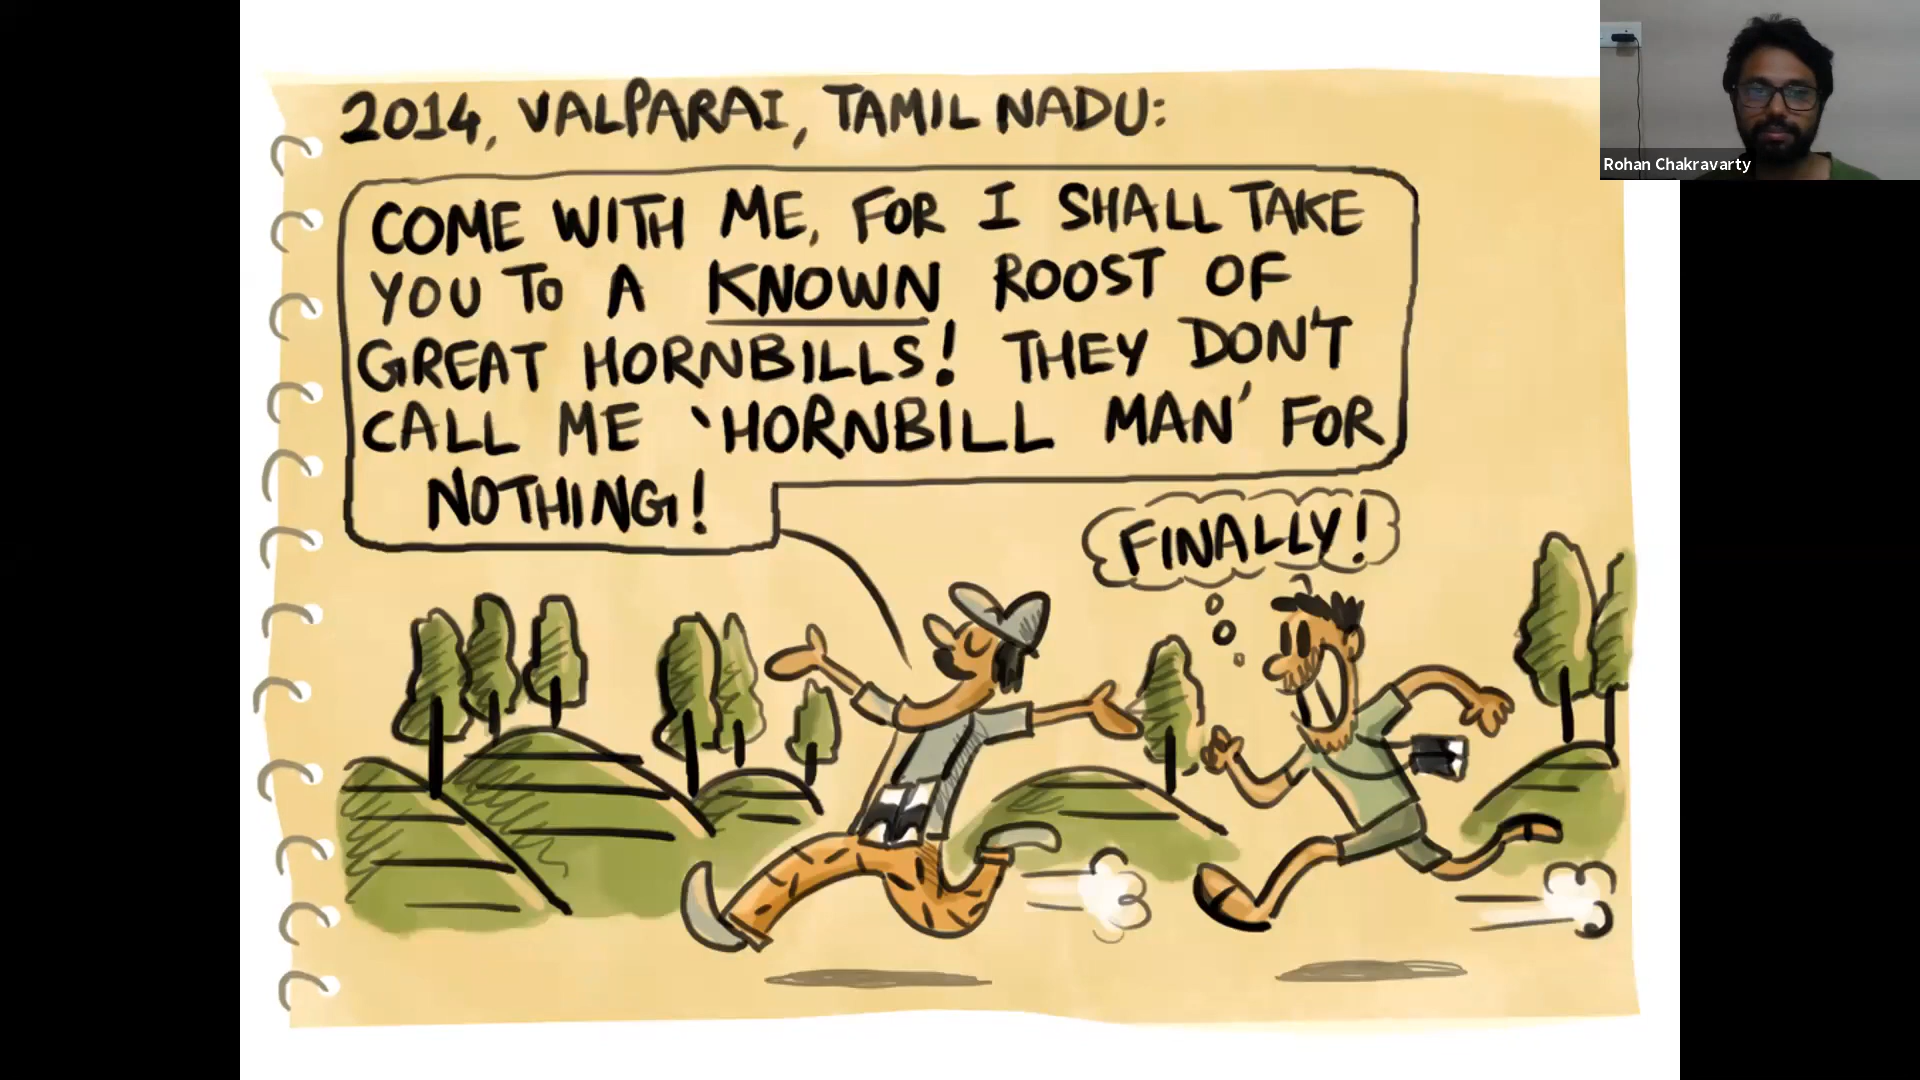 2014, VALPARAI, TAMIL NADU:
COME WITH ME, FOR I SHALL TAKE
YOU TO A KNOWN ROOST OF
GREAT HORNBILLS! THEY DON'T
CALL ME 'HORNBILL MAN' FOR
NOTHING!
FINALLY!
Rohan Chakravarty